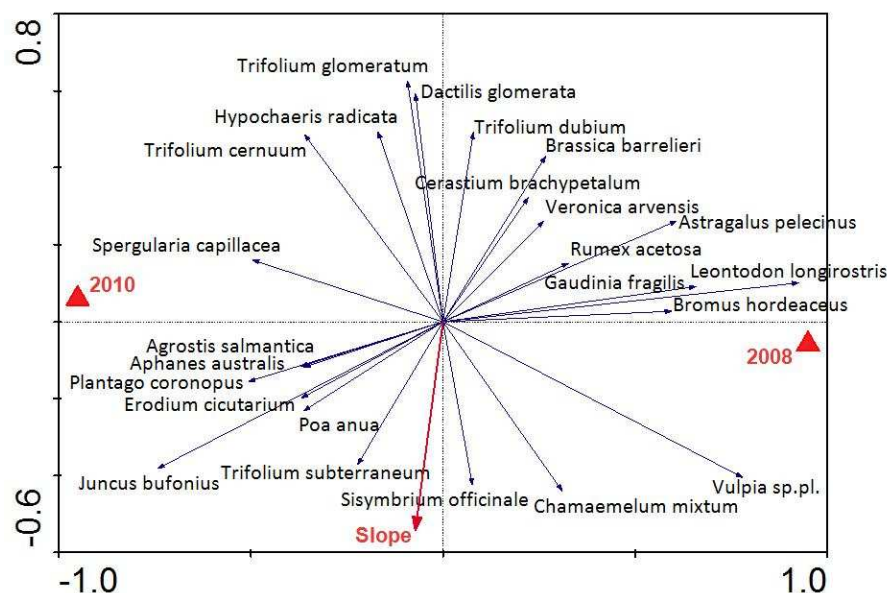 0.8
Trifolium glomeratum
Dactilis glomerata
Hypochaeris radicata
Trifolium dubium
Trifolium cernuum
Brassica barrelieri
Cerastium brachypetalum
Veronica arvensis
Astragalus pelecinus
Spergularia capillacea
Rumex acetosa
Leontodon longirostris
2010
Gaudinia fragilis
Bromus hordeaceus
Agrostis salmantica
2008
Aphanes australis
Plantago coronopus
Erodium cicutarium
Poa anua
Juncus bufonius
Trifolium subterraneum
Sisymbrium officinale
Vulpia sp.pl.
Chamaemelum mixtum
Slope
-0.6
-1.0
1.0